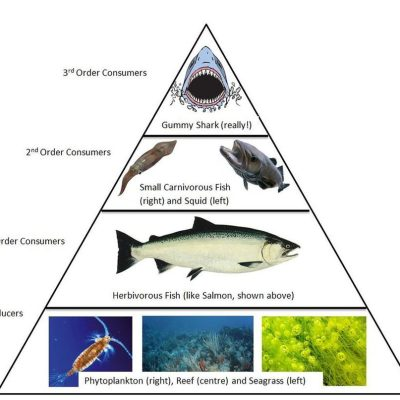 3rd Order Consumers
Gummy Shark (really!)
2nd Order Consumers
Small Carnivorous Fish
(right) and Squid (left)
Order Consumers
Herbivorous Fish (like Salmon, shown above)
ducers
Phytoplankton (right), Reef (centre) and Seagrass (left)